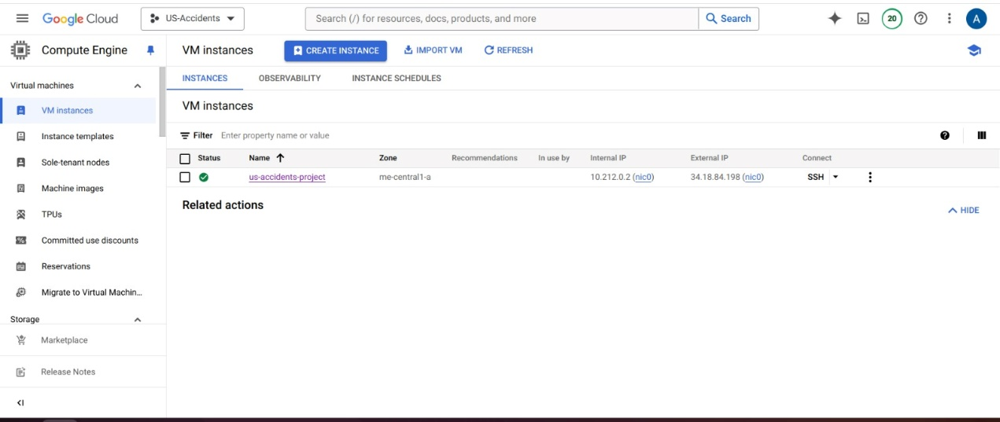 Google Cloud
US-Accidents
Search (/) for resources, docs, products, and more
Search
20
A
Compute Engine
VM instances
CREATE INSTANCE
IMPORT VM
REFRESH
Virtual machines
VM instances
Instance templates
Sole-tenant nodes
Machine images
TPUs
Committed use discounts
Reservations
Migrate to Virtual Machin...
Storage
Marketplace
Release Notes
INSTANCES OBSERVABILITY INSTANCE SCHEDULES
VM instances
Filter Enter property name or value
Status Name Zone Recommendations In use by Internal IP External IP Connect
us-accidents-project me-central1-a 10.212.0.2 (nic0) 34.18.84.198 (nic0) SSH
Related actions
HIDE